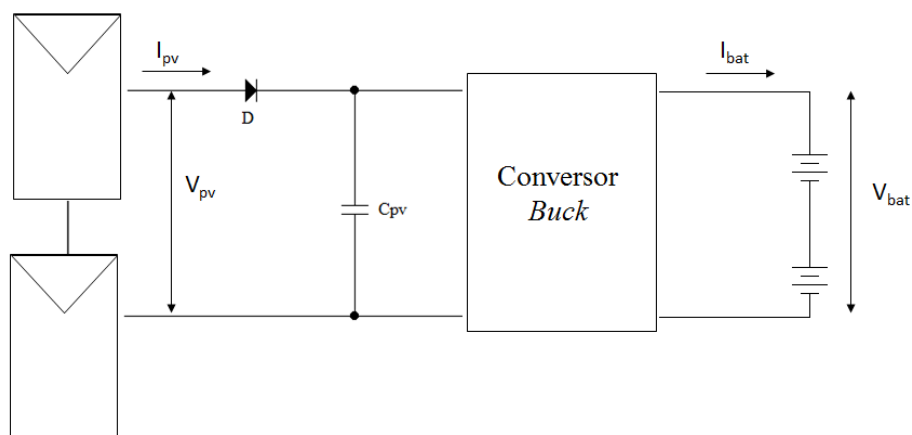 Ipv
Ibat
D
Vpv
Cpv
Conversor
Buck
Vbat